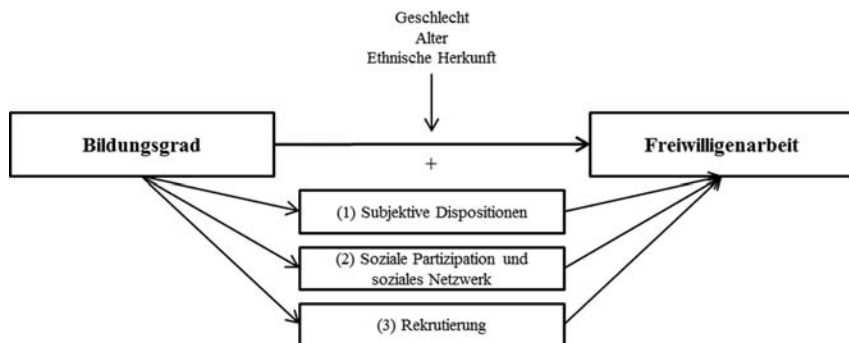 Geschlecht
Alter
Ethnische Herkunft
Bildungsgrad
Freiwilligenarbeit
+
(1) Subjektive Dispositionen
(2) Soziale Partizipation und
soziales Netzwerk
(3) Rekrutierung